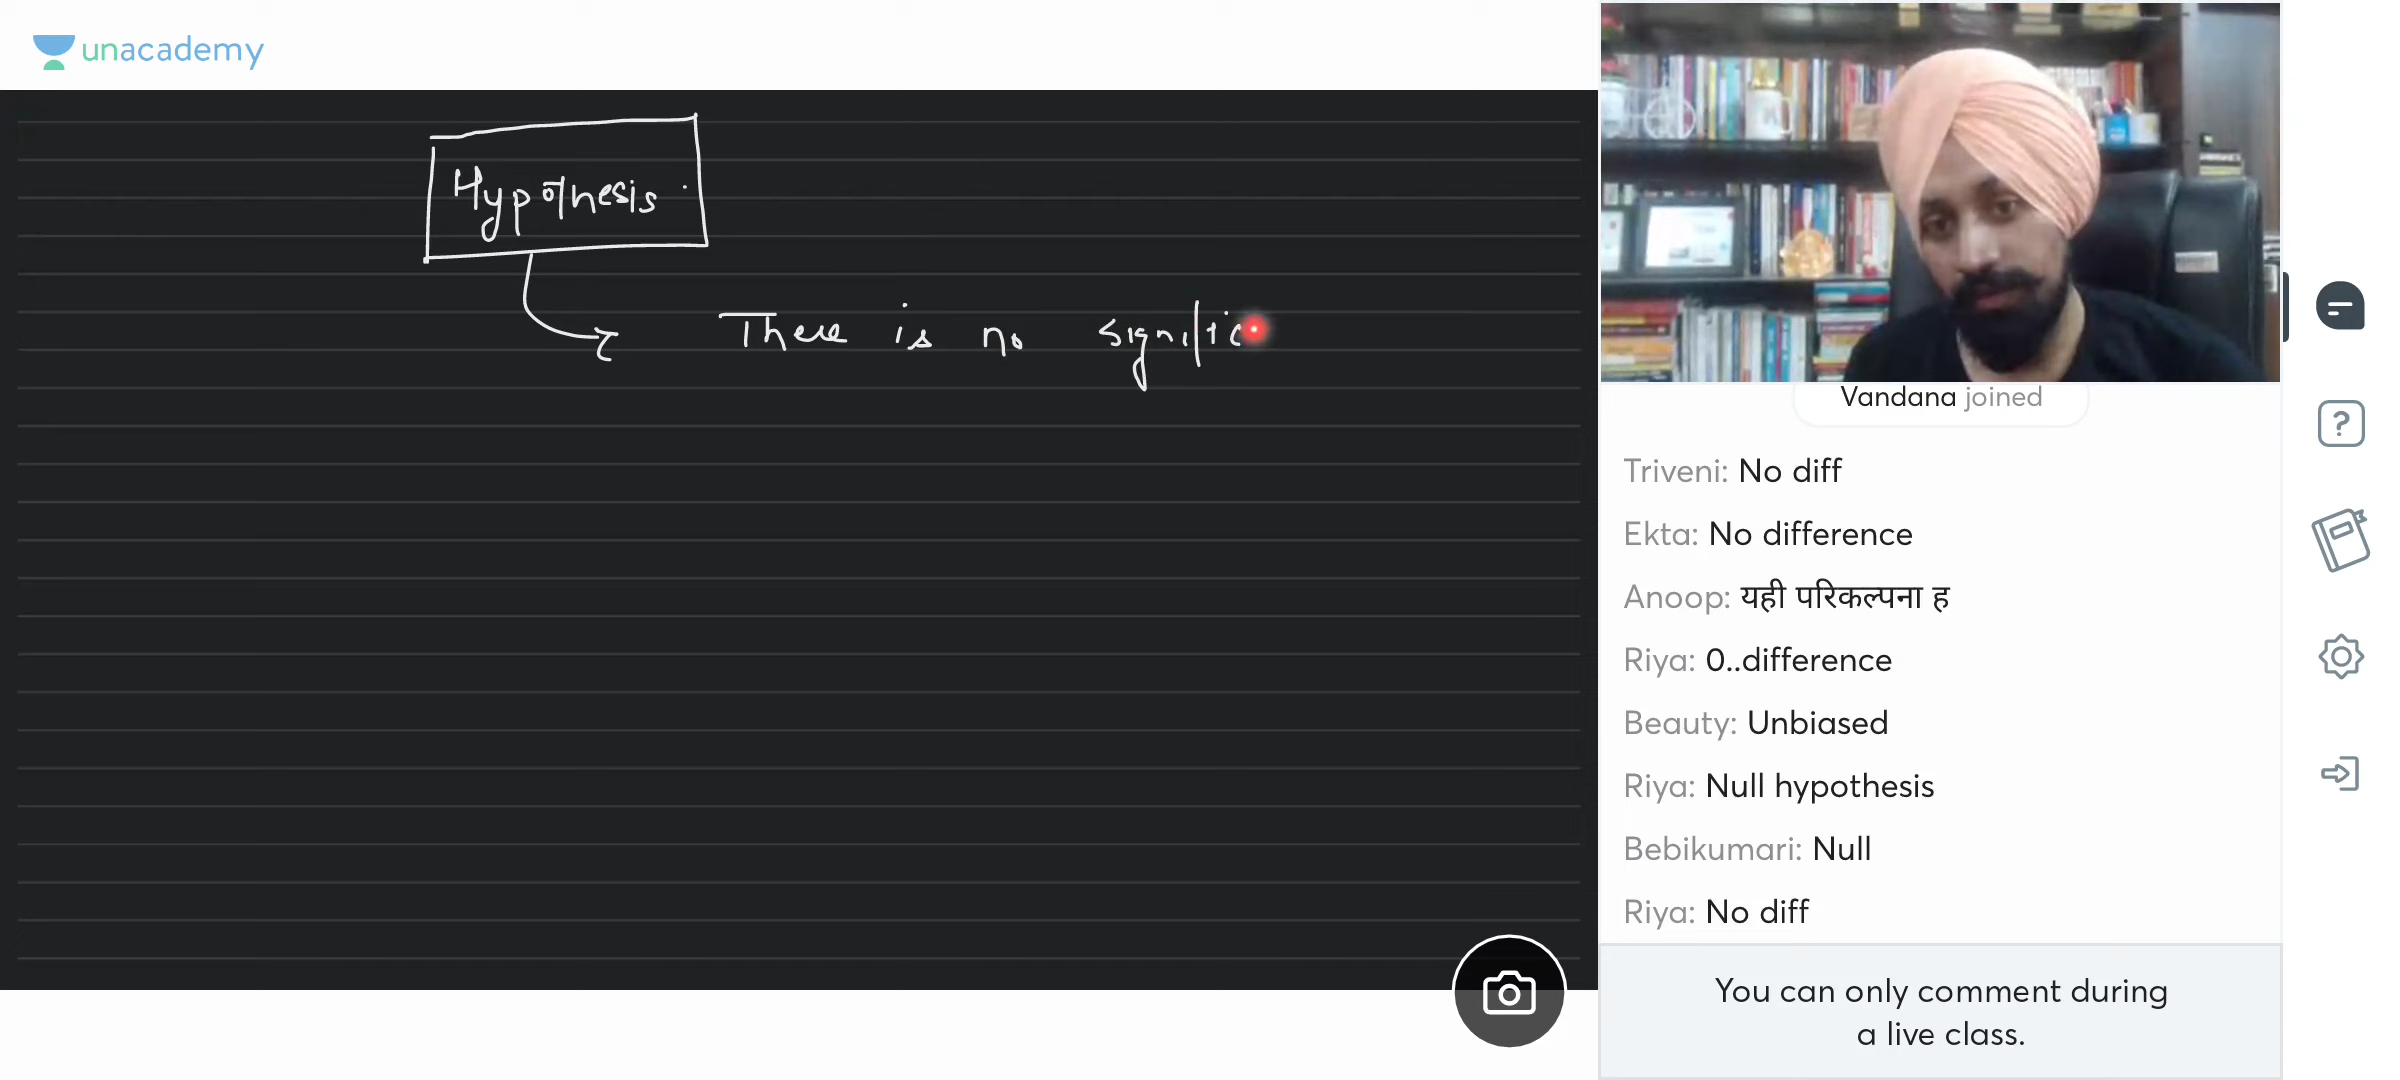 unacademy
Hypothesis
There is no signific
Vandana joined
Triveni: No diff
Ekta: No difference
Anoop: यही परिकल्पना ह
Riya: 0..difference
Beauty: Unbiased
Riya: Null hypothesis
Bebikumari: Null
Riya: No diff
You can only comment during
a live class.